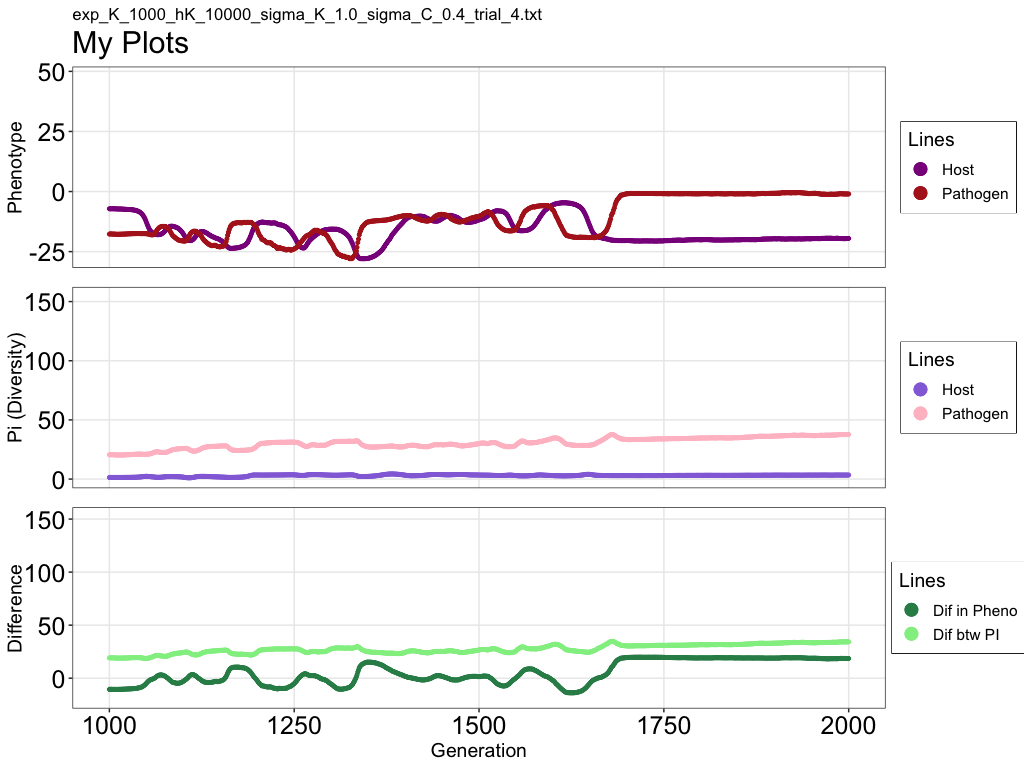 exp_K_1000_hK_10000_sigma_K_1.0_sigma_C_0.4_trial_4.txt
My Plots
Phenotype
50
25
0
-25
Lines
Host
Pathogen
Pi (Diversity)
150
100
50
0
Lines
Host
Pathogen
Difference
150
100
50
0
Lines
Dif in Pheno
Dif btw PI
1000 1250 1500 1750 2000
Generation